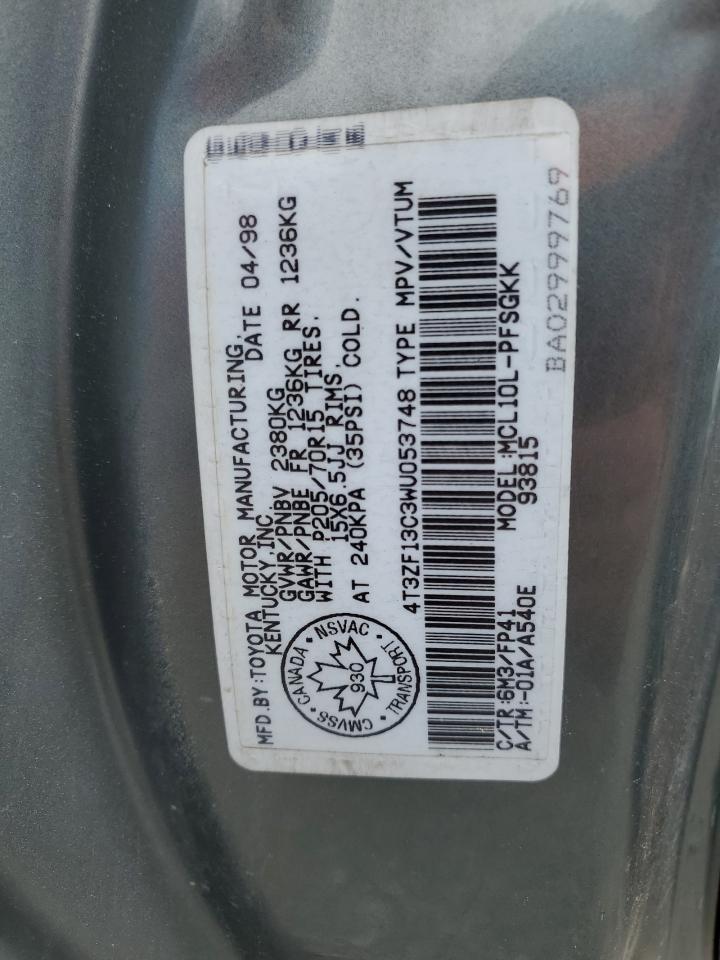 MFD.BY:TOYOTA MOTOR MANUFACTURING,
KENTUCKY,INC. DATE 04/98
GVWR/PNBV 2380KG
GAWR/PNBE FR 1236KG RR 1236KG
WITH P205/70R15 TIRES.
15X6.5JJ RIMS.
AT 240KPA (35PSI) COLD.
CANADA • NSVAC • TRANSPORT • CMVSS •
930
4T3ZF13C3WU053748 TYPE MPV/VTUM
C/TR:6M3/FP41 MODEL:MCL10L-PFSGKK
A/TM:-01A/A540E 93815
BA02999769